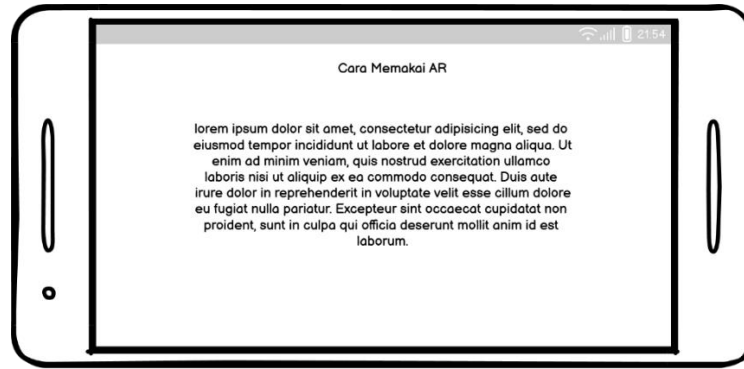 21:54
Cara Memakai AR
lorem ipsum dolor sit amet, consectetur adipisicing elit, sed do
eiusmod tempor incididunt ut labore et dolore magna aliqua. Ut
enim ad minim veniam, quis nostrud exercitation ullamco
laboris nisi ut aliquip ex ea commodo consequat. Duis aute
irure dolor in reprehenderit in voluptate velit esse cillum dolore
eu fugiat nulla pariatur. Excepteur sint occaecat cupidatat non
proident, sunt in culpa qui officia deserunt mollit anim id est
laborum.